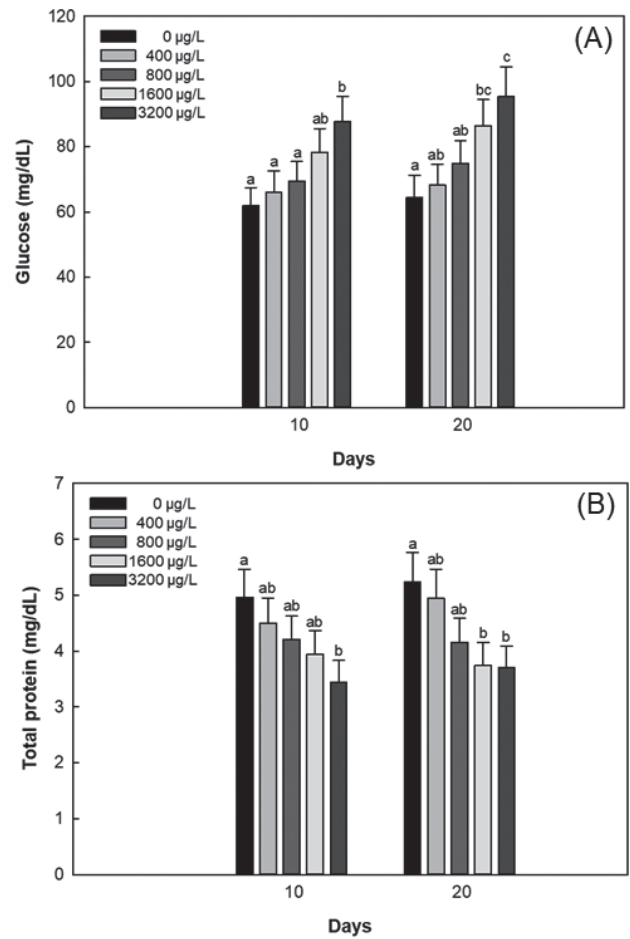 120
(A)
0 µg/L
400 µg/L
800 µg/L
1600 µg/L
3200 µg/L
100
80
60
40
20
0
Glucose (mg/dL)
a
a
a
ab
b
a
ab
ab
bc
c
10
20
Days
7
(B)
0 µg/L
400 µg/L
800 µg/L
1600 µg/L
3200 µg/L
6
5
4
3
2
1
0
Total protein (mg/dL)
a
ab
ab
ab
b
a
ab
ab
b
b
10
20
Days